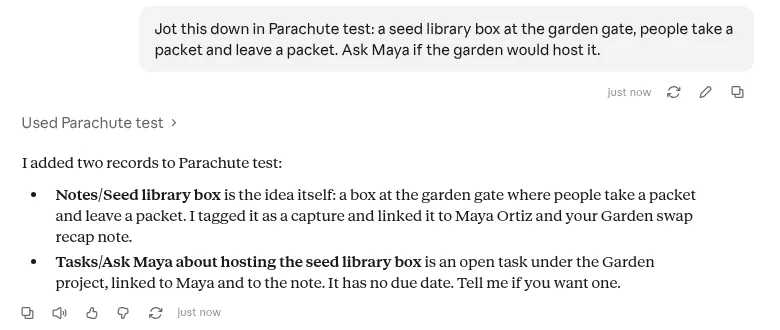 Jot this down in Parachute test: a seed library box at the garden gate, people take a
packet and leave a packet. Ask Maya if the garden would host it.
just now
Used Parachute test
I added two records to Parachute test:
• Notes/Seed library box is the idea itself: a box at the garden gate where people take a packet
and leave a packet. I tagged it as a capture and linked it to Maya Ortiz and your Garden swap
recap note.
• Tasks/Ask Maya about hosting the seed library box is an open task under the Garden
project, linked to Maya and to the note. It has no due date. Tell me if you want one.
just now